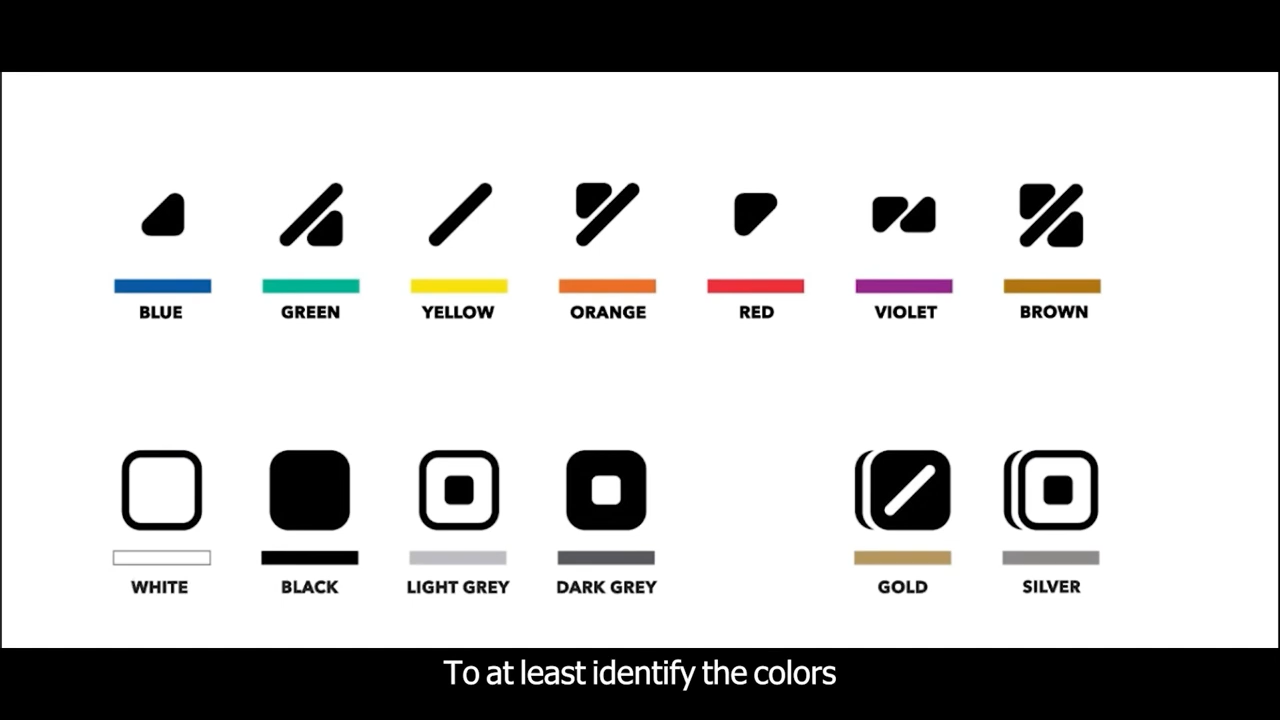 BLUE GREEN YELLOW ORANGE RED VIOLET BROWN
WHITE BLACK LIGHT GREY DARK GREY GOLD SILVER
To at least identify the colors